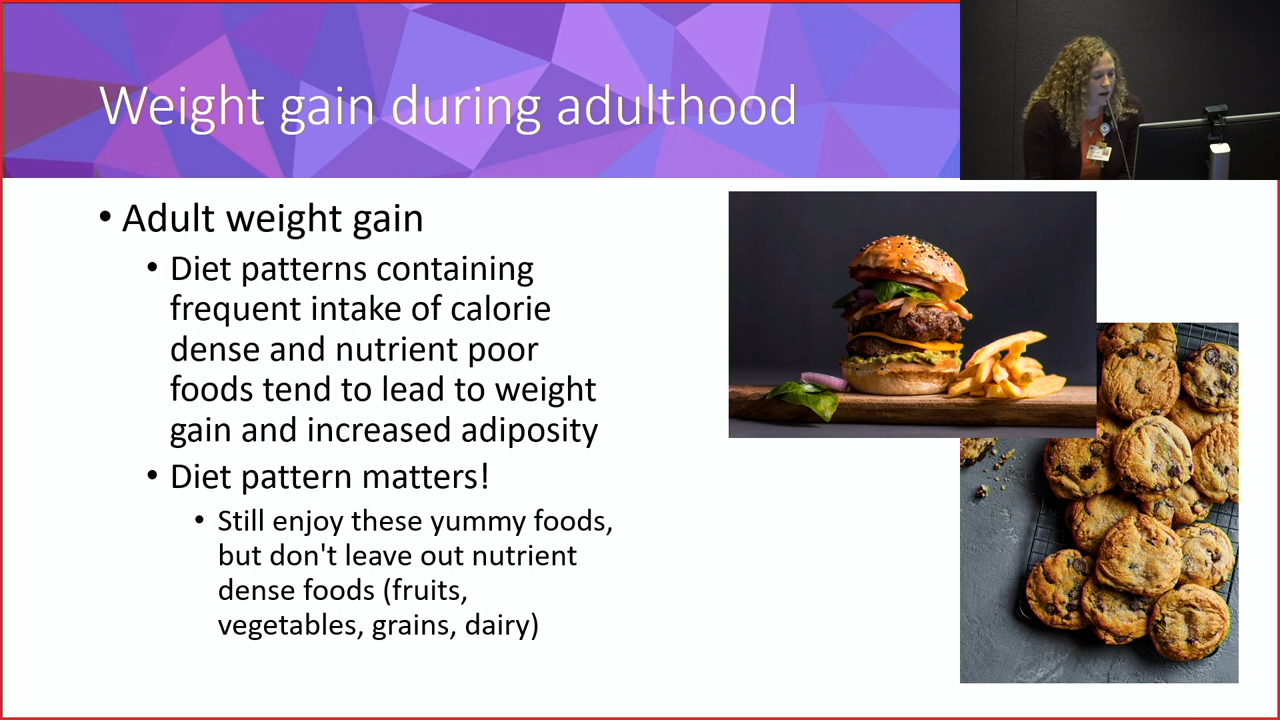 Weight gain during adulthood
• Adult weight gain
• Diet patterns containing
frequent intake of calorie
dense and nutrient poor
foods tend to lead to weight
gain and increased adiposity
• Diet pattern matters!
• Still enjoy these yummy foods,
but don't leave out nutrient
dense foods (fruits,
vegetables, grains, dairy)